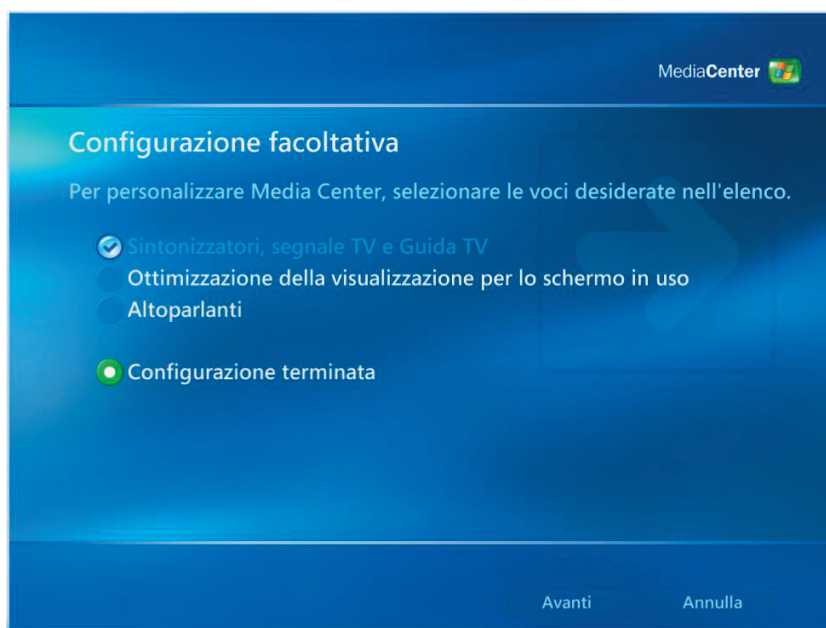 MediaCenter
Configurazione facoltativa
Per personalizzare Media Center, selezionare le voci desiderate nell'elenco.
Sintonizzatori, segnale TV e Guida TV
Ottimizzazione della visualizzazione per lo schermo in uso
Altoparlanti
Configurazione terminata
Avanti Annulla